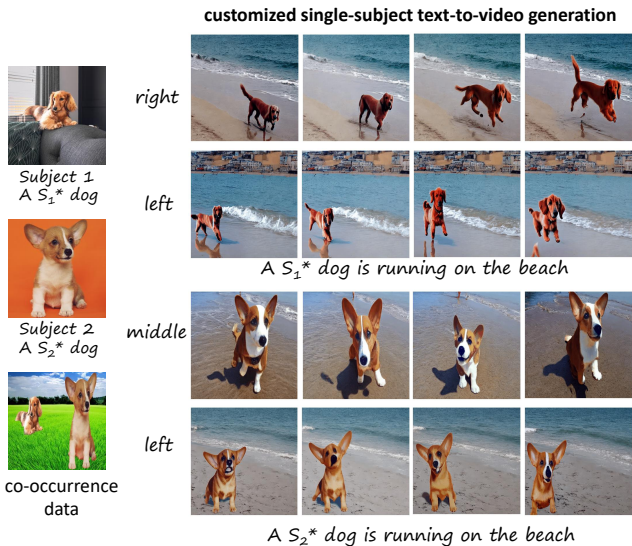 customized single-subject text-to-video generation
right
Subject 1
A S₁* dog
left
A S₁* dog is running on the beach
Subject 2
A S₂* dog
middle
left
co-occurrence
data
A S₂* dog is running on the beach